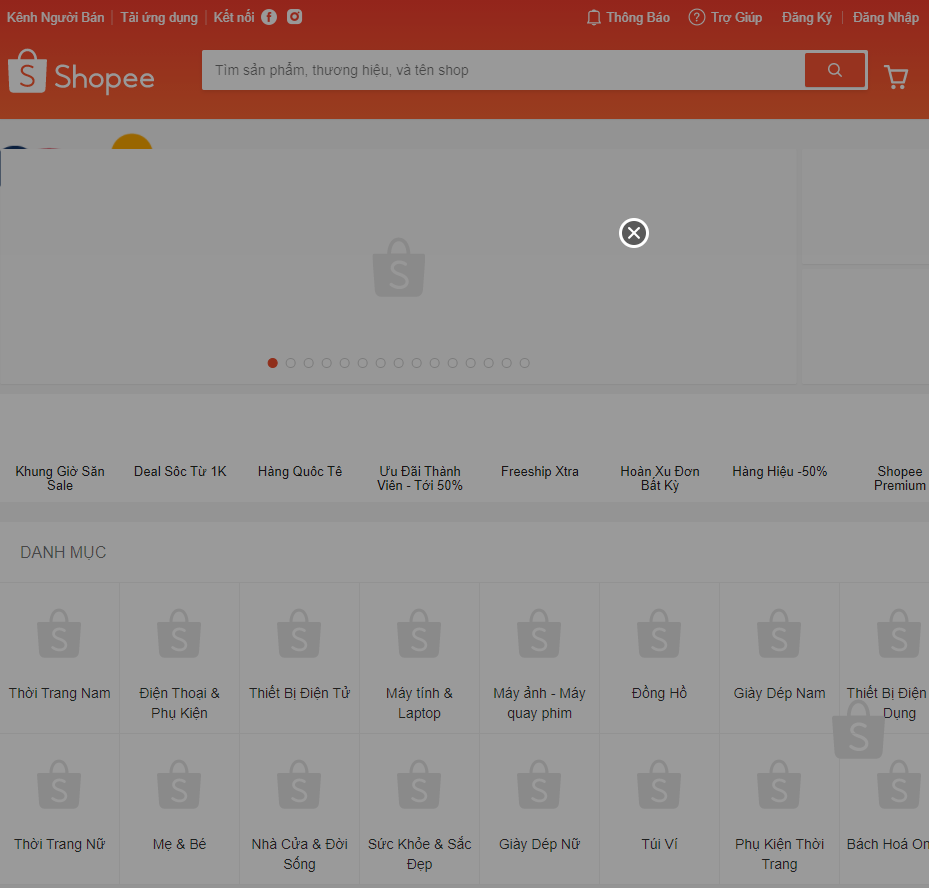 Kênh Người Bán Tải ứng dụng Kết nối Thông Báo Trợ Giúp Đăng Ký Đăng Nhập
Shopee
Tìm sản phẩm, thương hiệu, và tên shop
Khung Giờ Săn Sale
Deal Sốc Từ 1K
Hàng Quốc Tế
Ưu Đãi Thành Viên - Tới 50%
Freeship Xtra
Hoàn Xu Đơn Bất Kỳ
Hàng Hiệu -50%
Shopee Premium
DANH MỤC
Thời Trang Nam
Điện Thoại & Phụ Kiện
Thiết Bị Điện Tử
Máy tính & Laptop
Máy ảnh - Máy quay phim
Đồng Hồ
Giày Dép Nam
Thiết Bị Điện Dụng
Thời Trang Nữ
Mẹ & Bé
Nhà Cửa & Đời Sống
Sức Khỏe & Sắc Đẹp
Giày Dép Nữ
Túi Ví
Phụ Kiện Thời Trang
Bách Hoá On